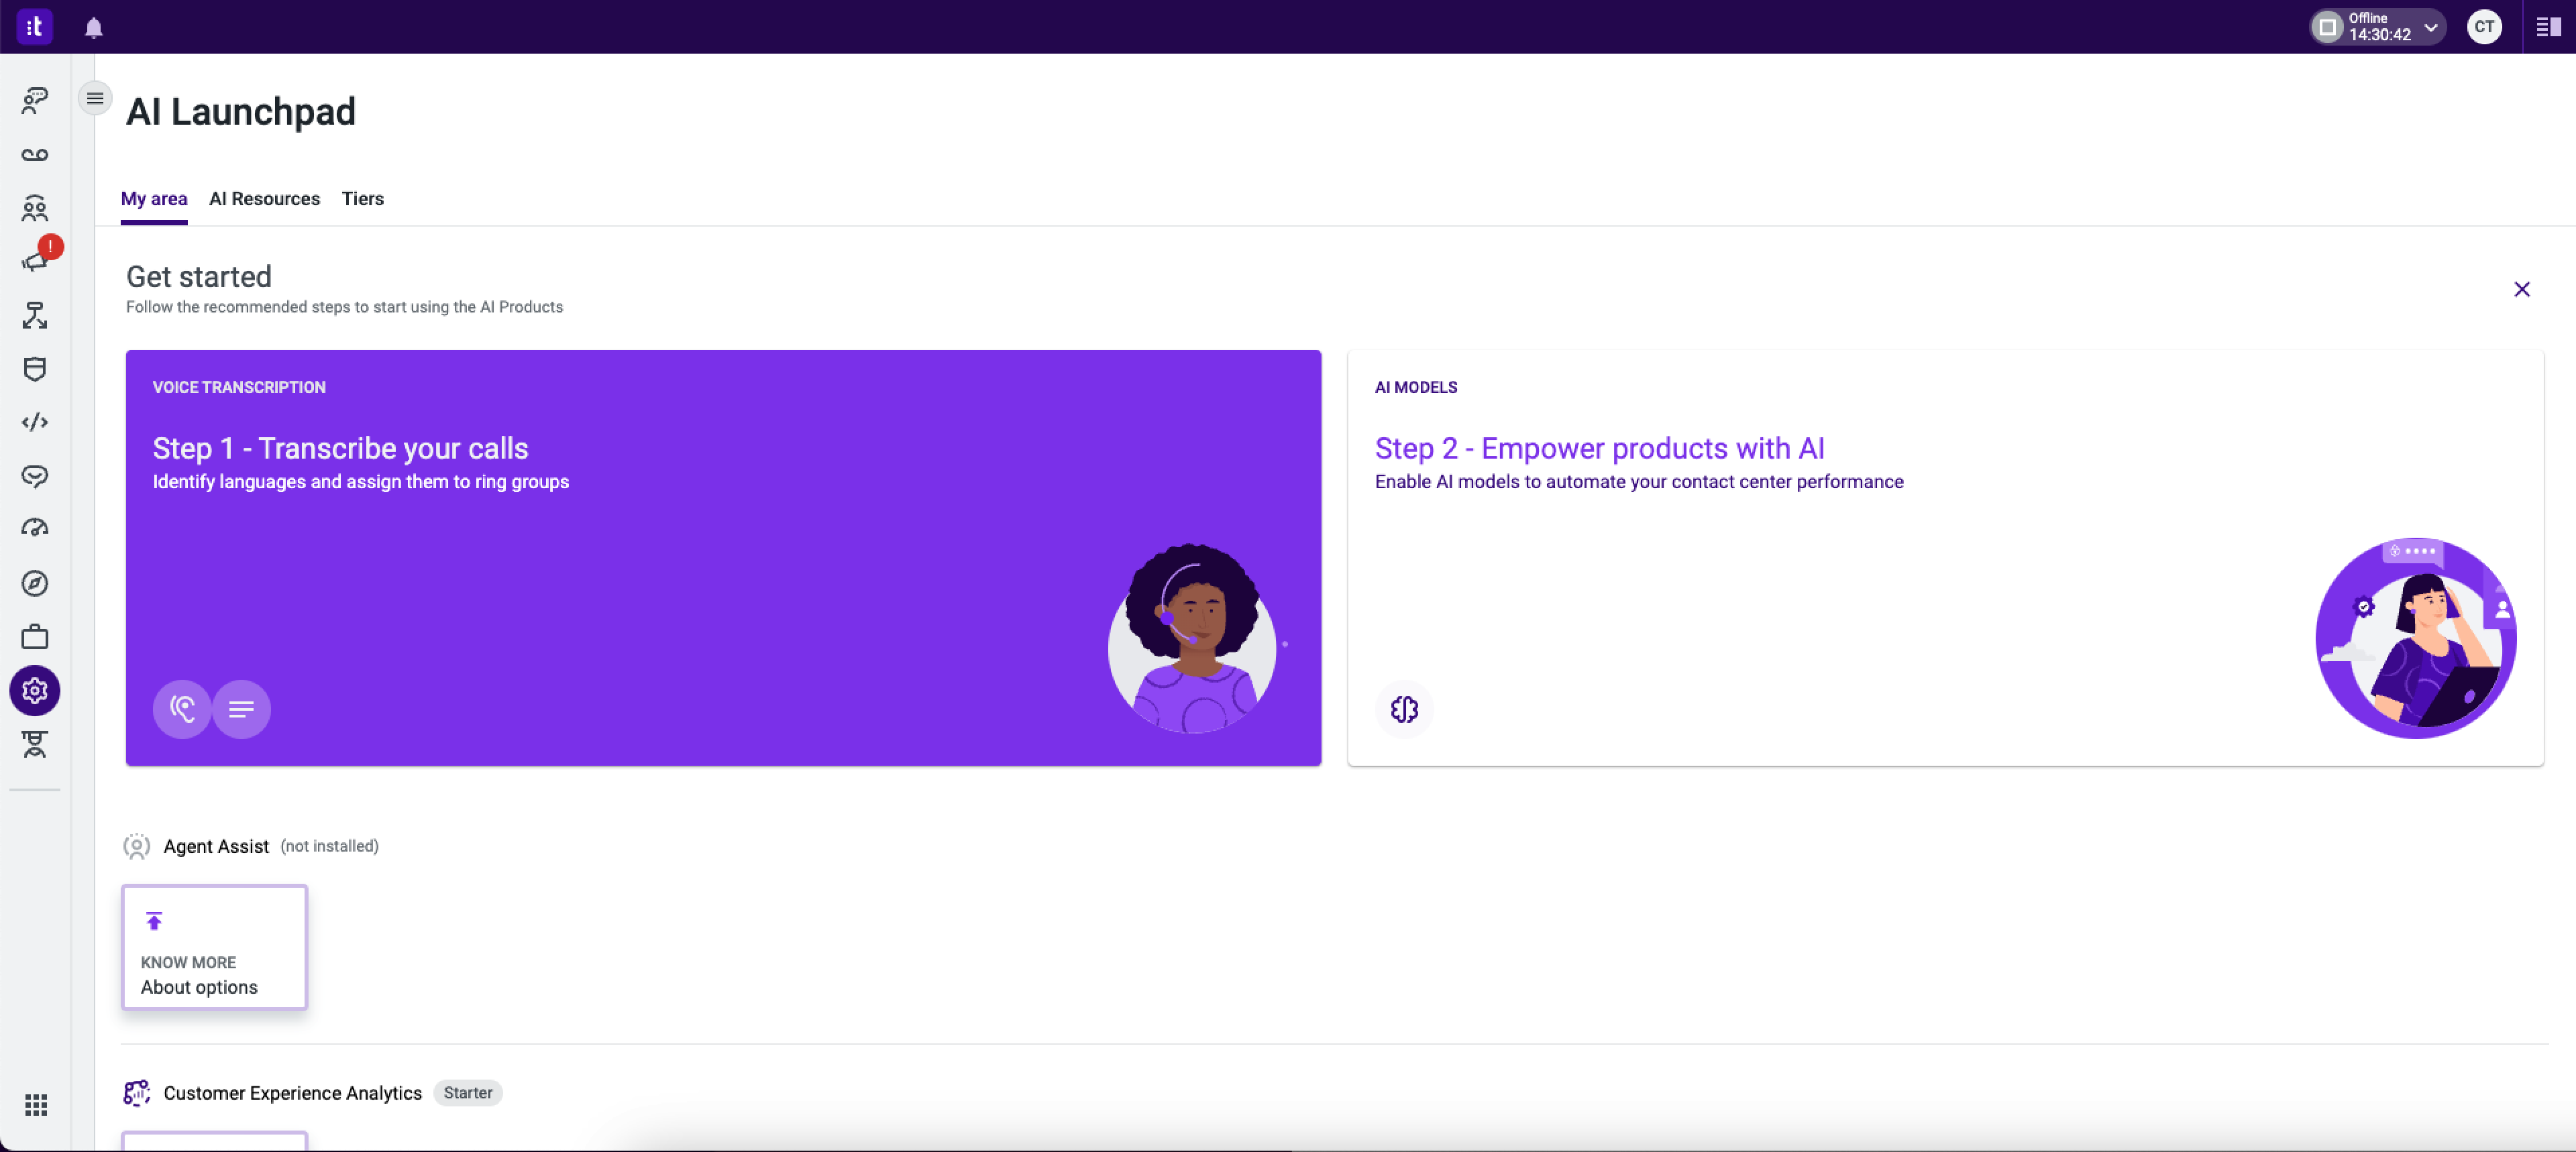 :t
Offline
14:30:42
CT
AI Launchpad
My area
AI Resources
Tiers
!
Get started
Follow the recommended steps to start using the AI Products
VOICE TRANSCRIPTION
Step 1 - Transcribe your calls
Identify languages and assign them to ring groups
AI MODELS
Step 2 - Empower products with AI
Enable AI models to automate your contact center performance
Agent Assist (not installed)
KNOW MORE
About options
Customer Experience Analytics Starter